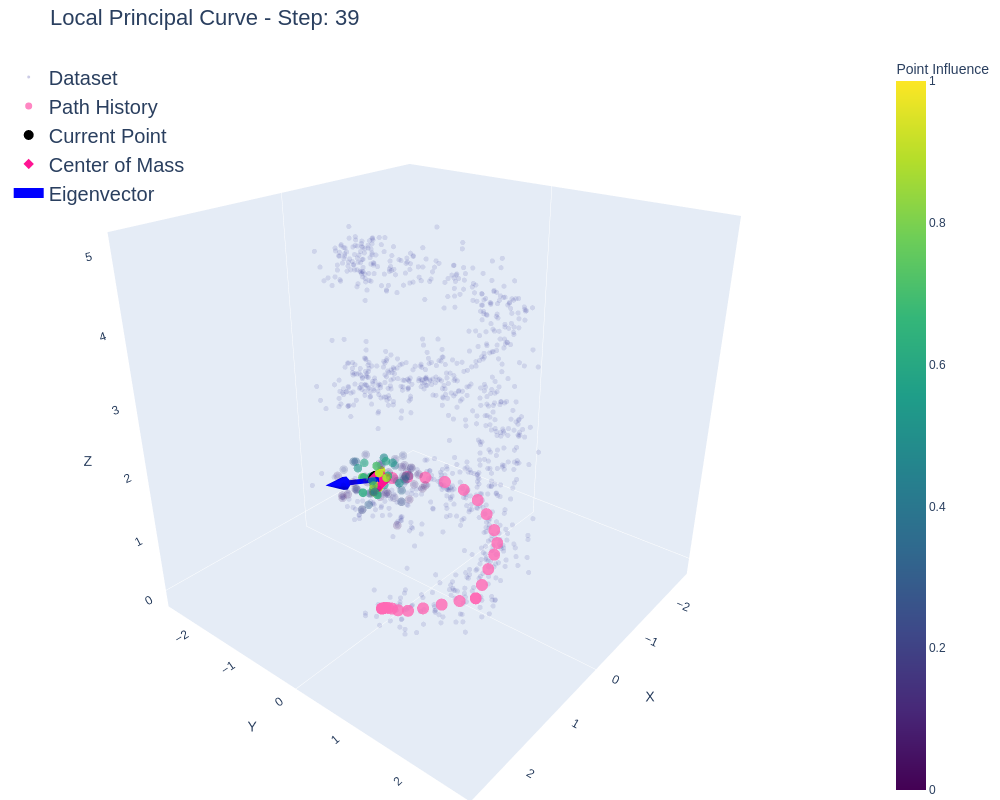 Local Principal Curve - Step: 39
Dataset
Path History
Current Point
Center of Mass
Eigenvector
Point Influence
1
0.8
0.6
0.4
0.2
0
5
4
3
2
1
0
Z
−2
−1
0
1
2
Y
−2
−1
0
1
2
X